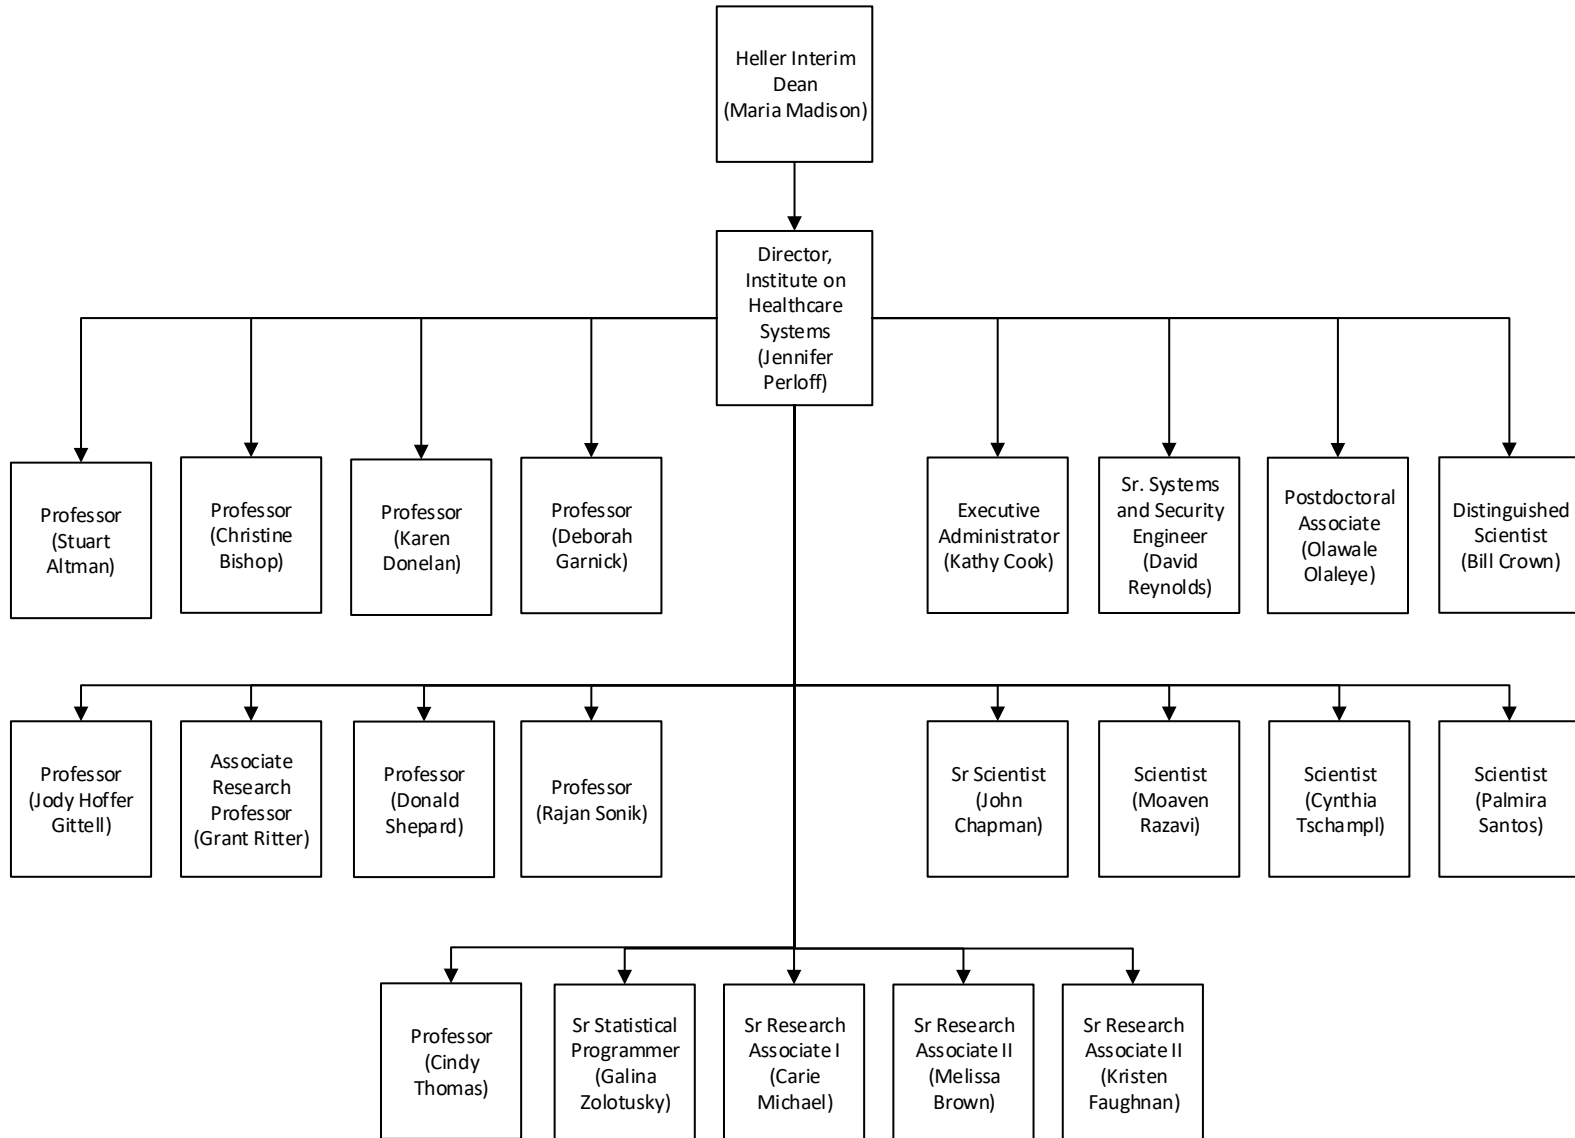 Heller Interim
Dean
(Maria Madison)
Director,
Institute on
Healthcare
Systems
(Jennifer
Perloff)
Professor
(Stuart
Altman)
Professor
(Christine
Bishop)
Professor
(Karen
Donelan)
Professor
(Deborah
Garnick)
Executive
Administrator
(Kathy Cook)
Sr. Systems
and Security
Engineer
(David
Reynolds)
Postdoctoral
Associate
(Olawale
Olaleye)
Distinguished
Scientist
(Bill Crown)
Professor
(Jody Hoffer
Gittell)
Associate
Research
Professor
(Grant Ritter)
Professor
(Donald
Shepard)
Professor
(Rajan Sonik)
Sr Scientist
(John
Chapman)
Scientist
(Moaven
Razavi)
Scientist
(Cynthia
Tschampl)
Scientist
(Palmira
Santos)
Professor
(Cindy
Thomas)
Sr Statistical
Programmer
(Galina
Zolotusky)
Sr Research
Associate I
(Carie
Michael)
Sr Research
Associate II
(Melissa
Brown)
Sr Research
Associate II
(Kristen
Faughnan)